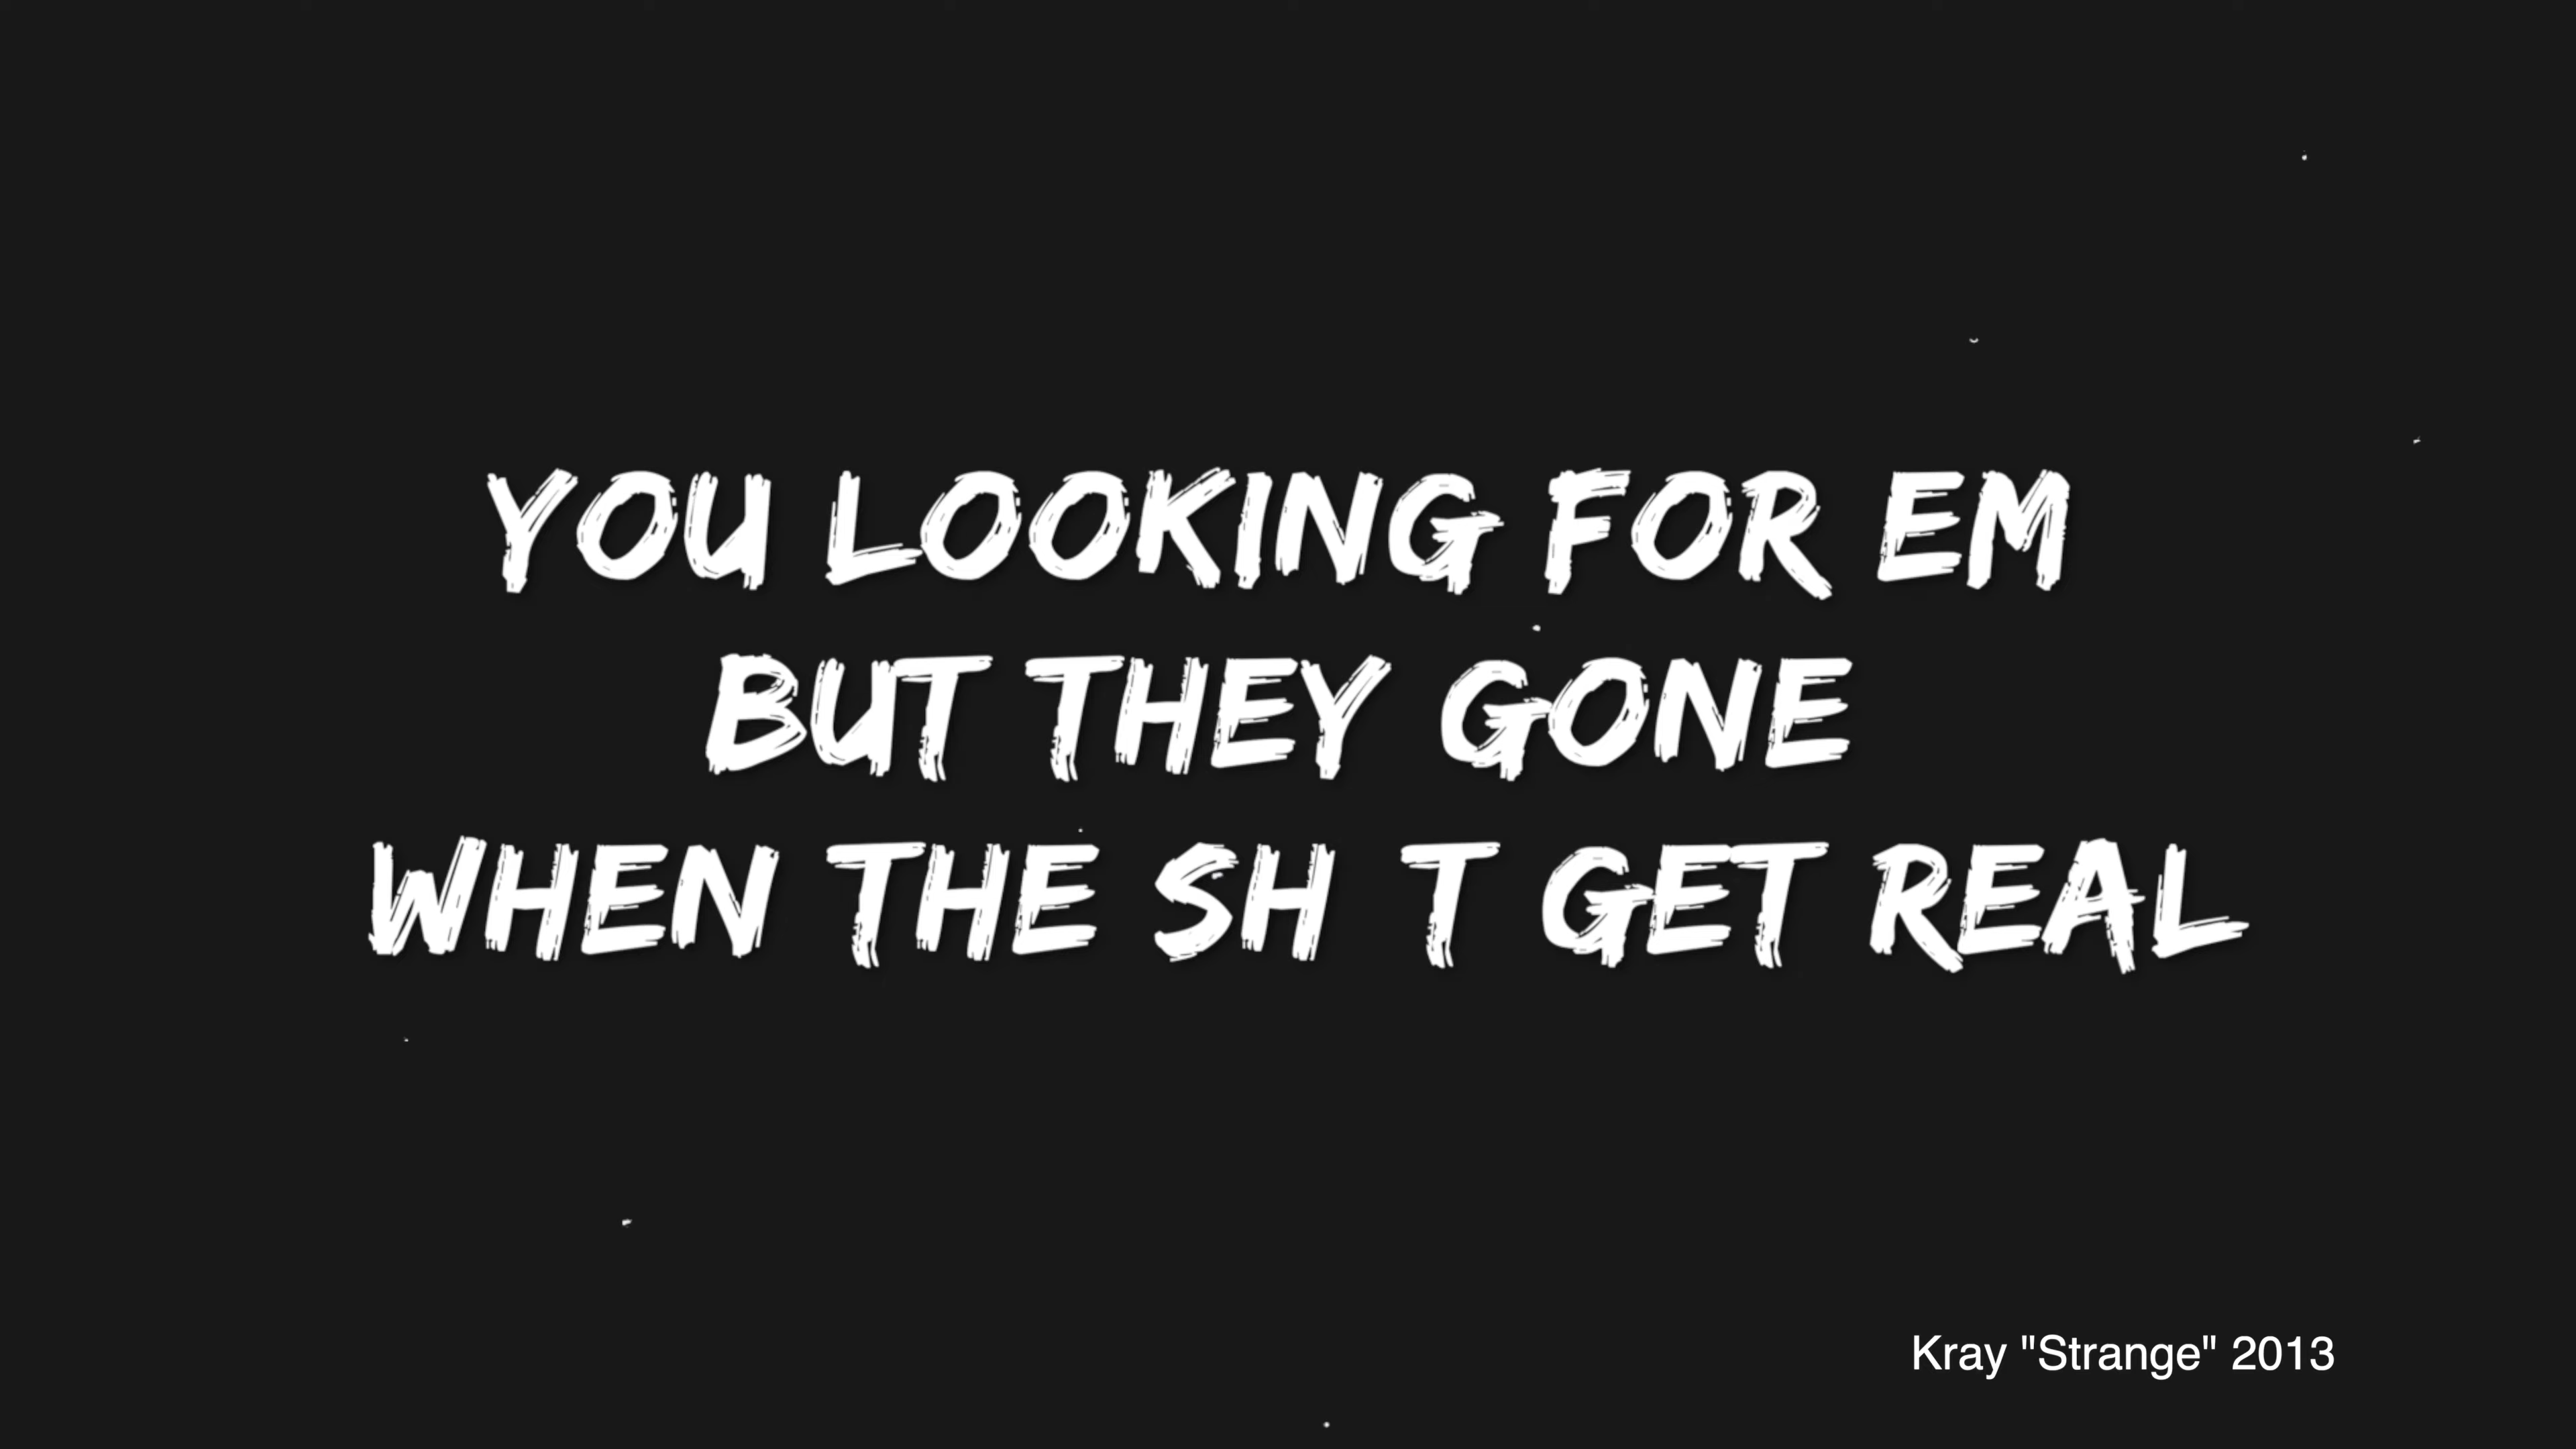 YOU LOOKING FOR EM
BUT THEY GONE
WHEN THE SH T GET REAL
Kray "Strange" 2013